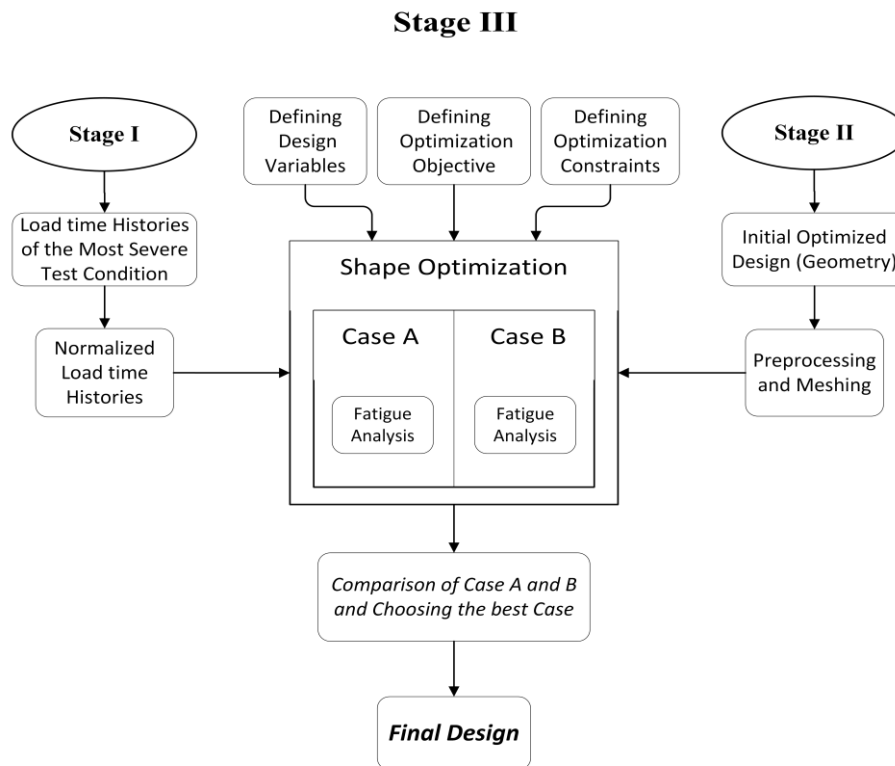 Stage III
Stage I
Load time Histories
of the Most Severe
Test Condition
Normalized
Load time
Histories
Defining
Design
Variables
Defining
Optimization
Objective
Defining
Optimization
Constraints
Shape Optimization
Case A
Fatigue
Analysis
Case B
Fatigue
Analysis
Stage II
Initial Optimized
Design (Geometry)
Preprocessing
and Meshing
Comparison of Case A and B
and Choosing the best Case
Final Design